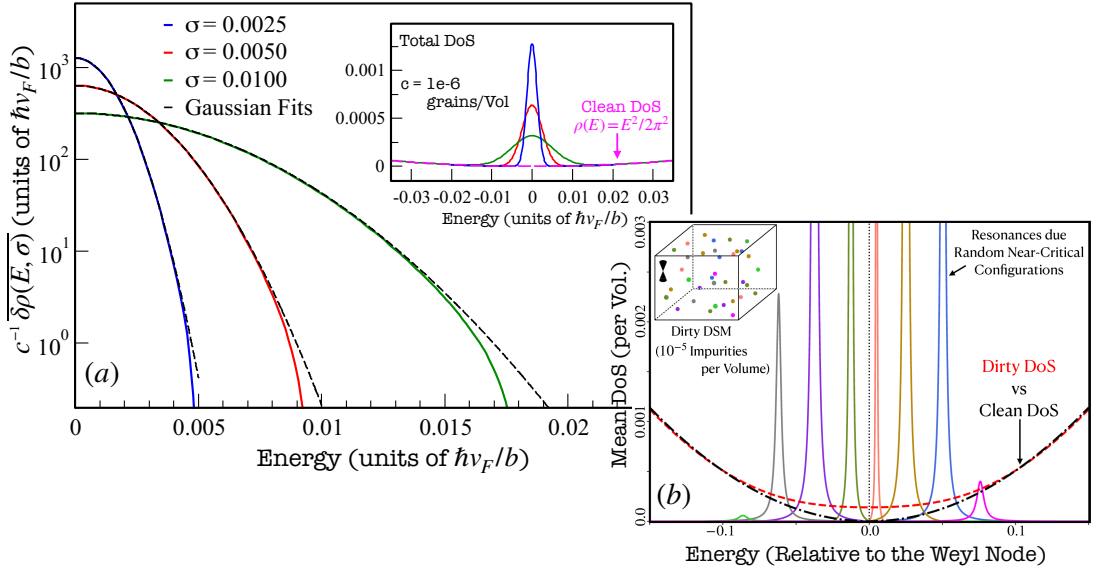 σ = 0.0025
σ = 0.0050
σ = 0.0100
Gaussian Fits
c⁻¹ δρ(E, σ) (units of ħv_F/b)
10³
10²
10¹
10⁰
(a)
0
0.005
0.01
0.015
0.02
Energy (units of ħv_F/b)
Total DoS
c = 1e-6
grains/Vol
Clean DoS
ρ(E)=E²/2π²
0.001
0.0005
0
-0.03
-0.02
-0.01
0
0.01
0.02
0.03
Energy (units of ħv_F/b)
Mean DoS (per Vol.)
0.003
0.002
0.001
0.0
Dirty DSM
(10⁻⁵ Impurities
per Volume)
Resonances due
Random Near-Critical
Configurations
Dirty DoS
vs
Clean DoS
(b)
−0.1
0.0
0.1
Energy (Relative to the Weyl Node)